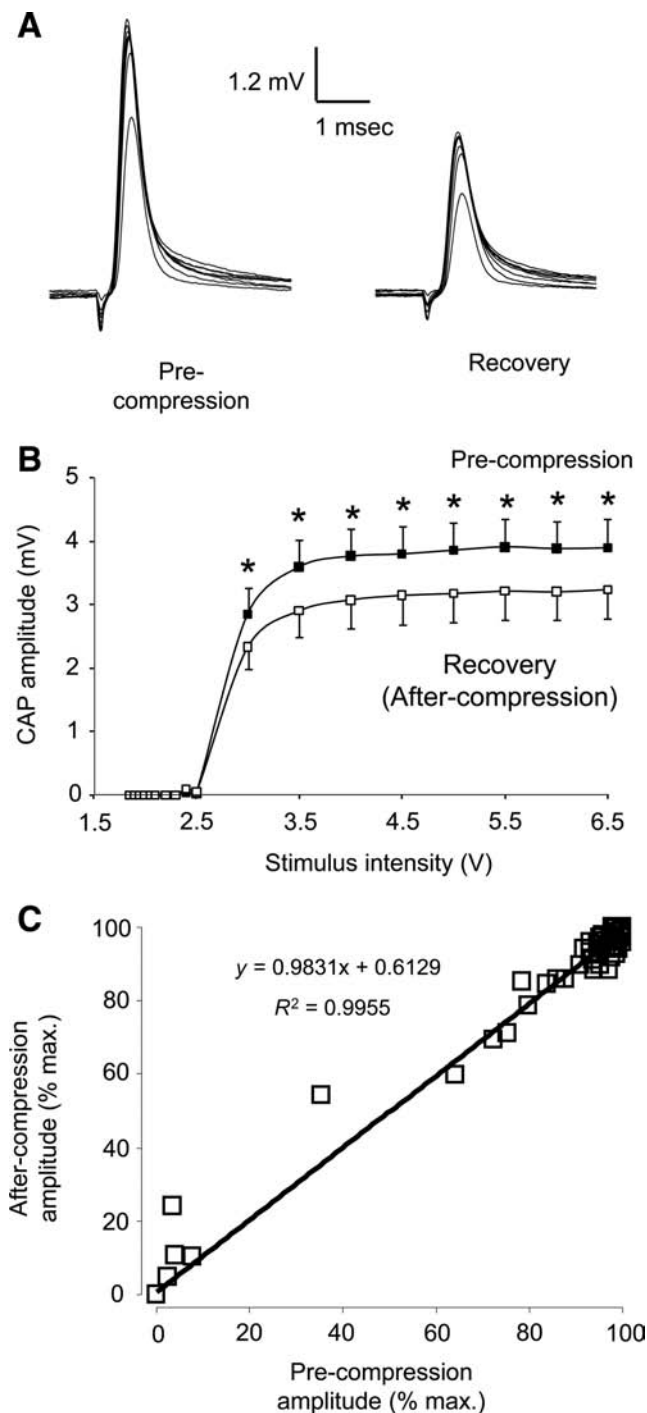 A
1.2 mV
1 msec
Pre-
compression
Recovery
B
Pre-compression
* * * * * * * *
CAP amplitude (mV)
5
4
3
2
1
0
Recovery
(After-compression)
1.5 2.5 3.5 4.5 5.5 6.5
Stimulus intensity (V)
C
y = 0.9831x + 0.6129
R² = 0.9955
After-compression
amplitude (% max.)
100
80
60
40
20
0
0 20 40 60 80 100
Pre-compression
amplitude (% max.)